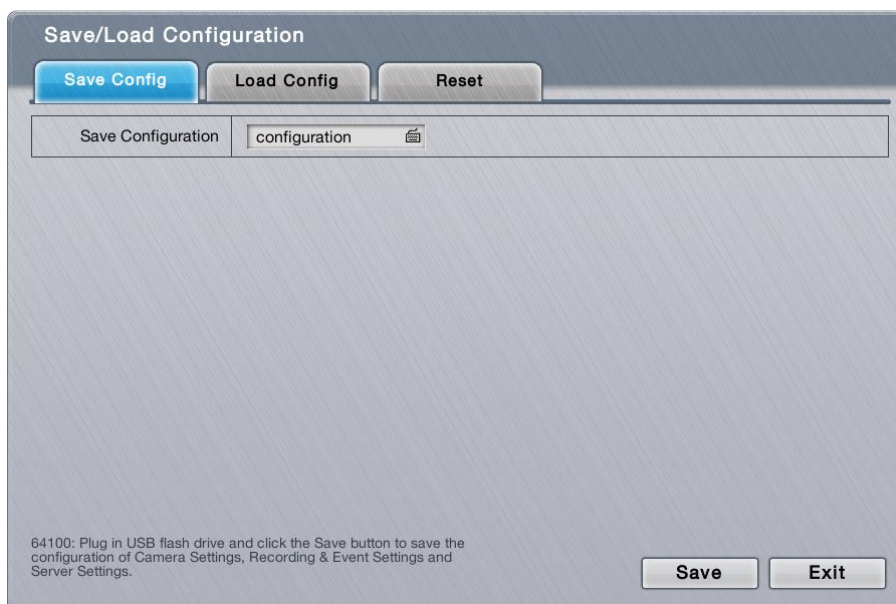 Save/Load Configuration
Save Config
Load Config
Reset
Save Configuration
configuration
64100: Plug in USB flash drive and click the Save button to save the
configuration of Camera Settings, Recording & Event Settings and
Server Settings.
Save
Exit